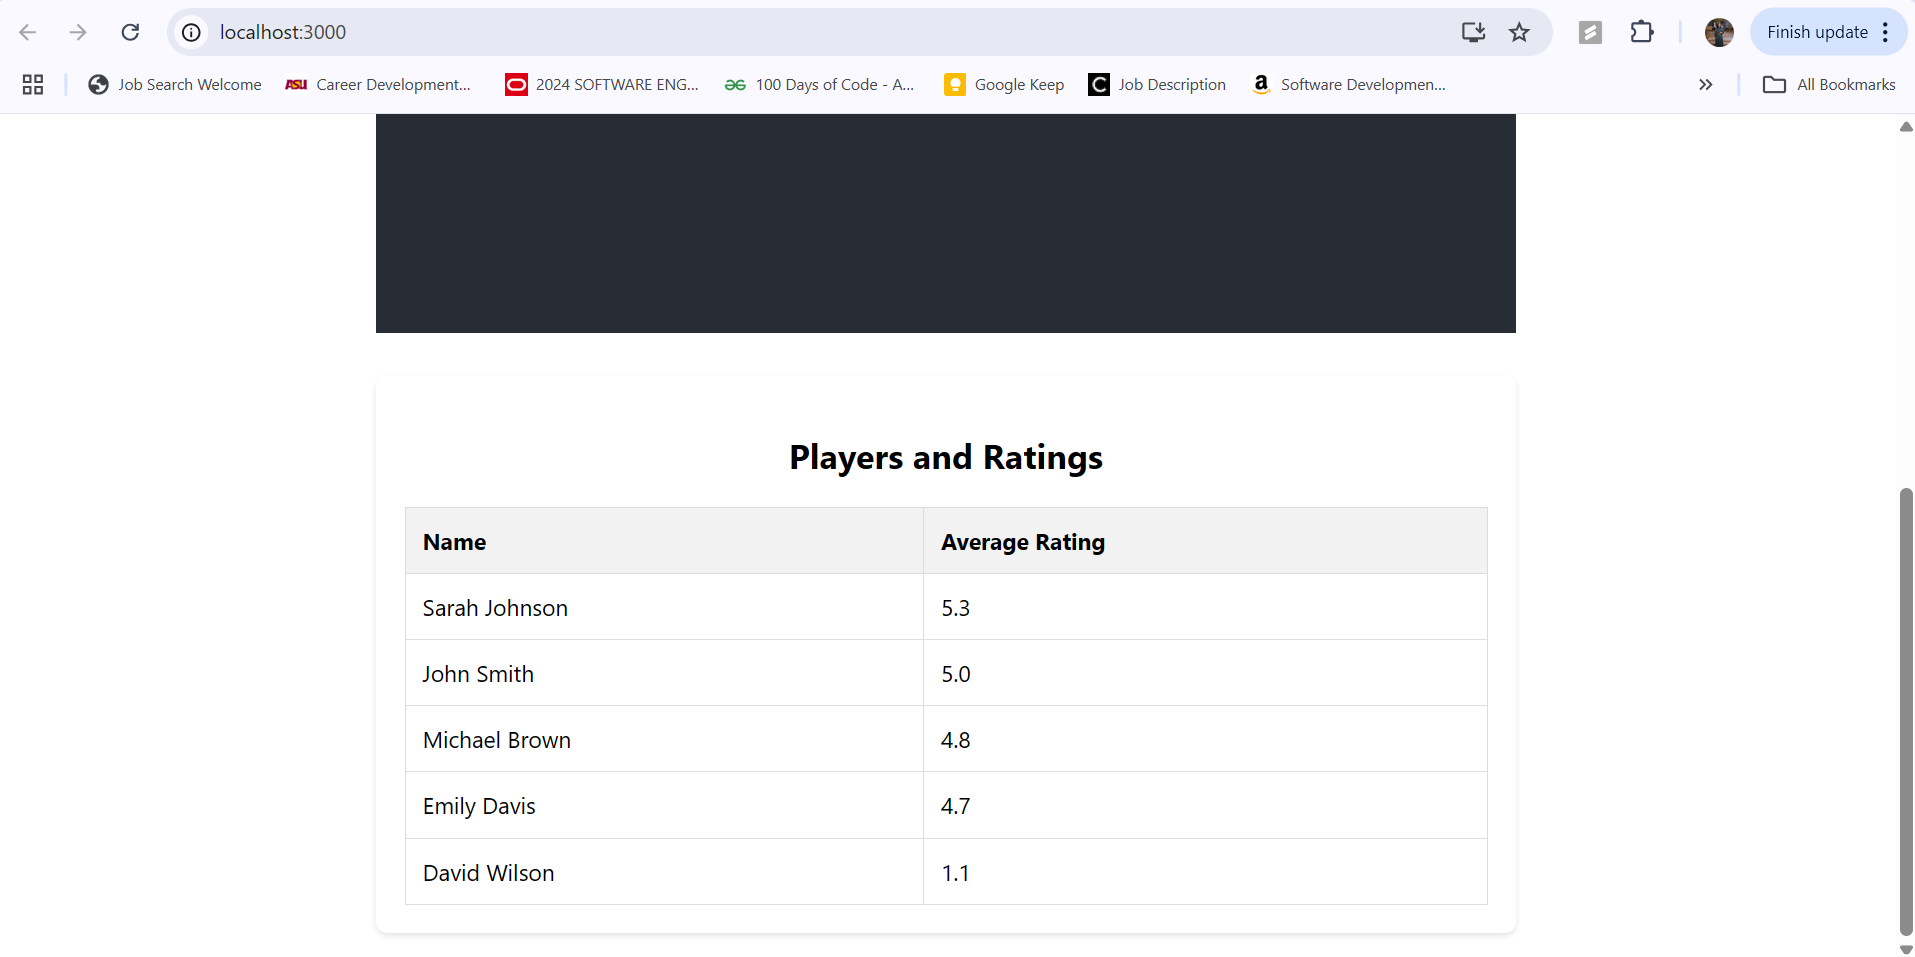 localhost:3000
Finish update
Job Search Welcome
ASU Career Development...
2024 SOFTWARE ENG...
100 Days of Code - A...
Google Keep
C Job Description
a Software Developmen...
All Bookmarks
Players and Ratings
Name Average Rating
Sarah Johnson 5.3
John Smith 5.0
Michael Brown 4.8
Emily Davis 4.7
David Wilson 1.1